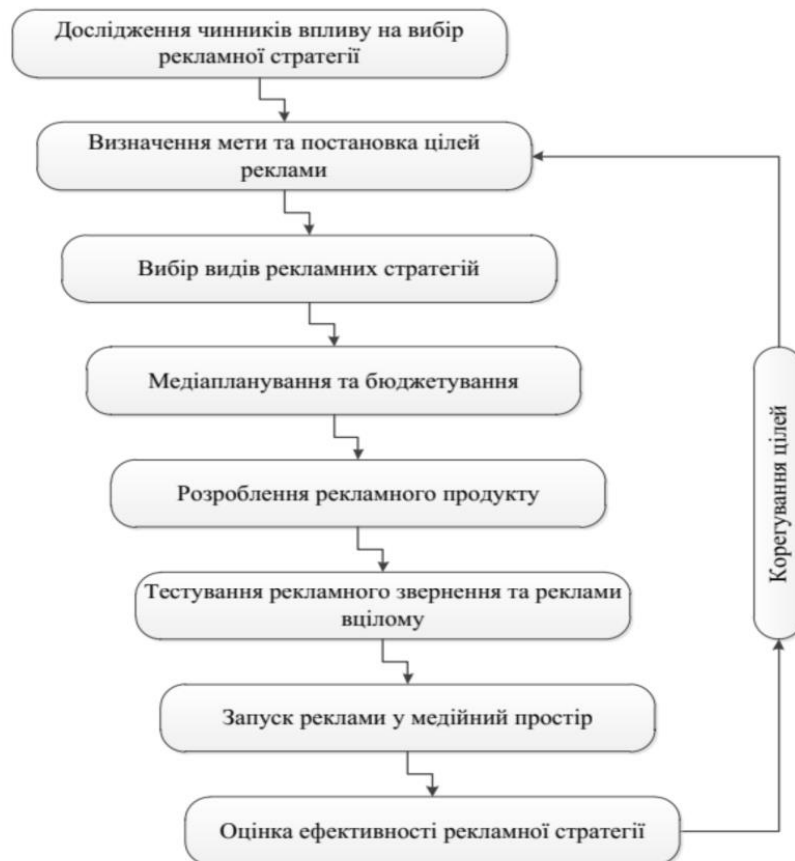 Дослідження чинників впливу на вибір
рекламної стратегії
Визначення мети та постановка цілей
реклами
Вибір видів рекламних стратегій
Медіапланування та бюджетування
Розроблення рекламного продукту
Тестування рекламного звернення та реклами
вцілому
Запуск реклами у медійний простір
Оцінка ефективності рекламної стратегії
Корегування цілей